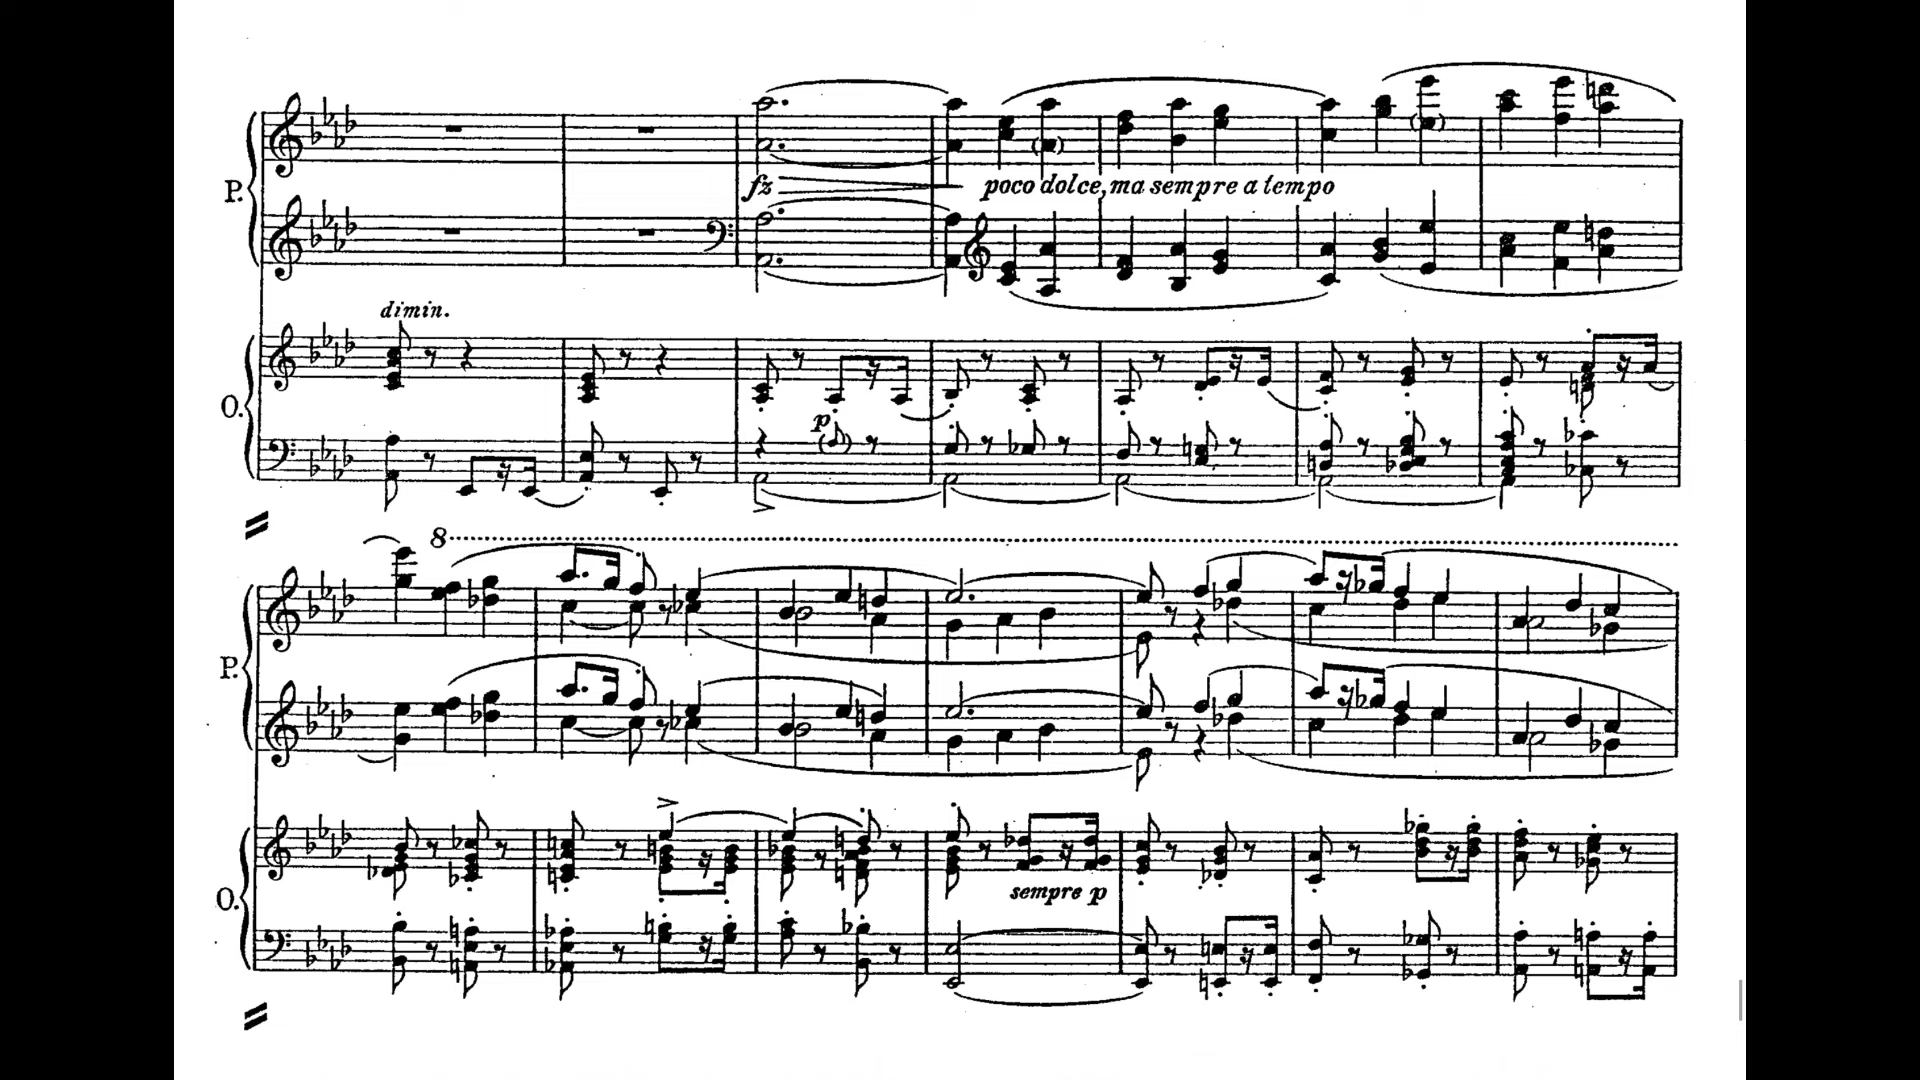 P.
fz
poco dolce, ma sempre a tempo
dimin.
O.
p
8
P.
O.
sempre p